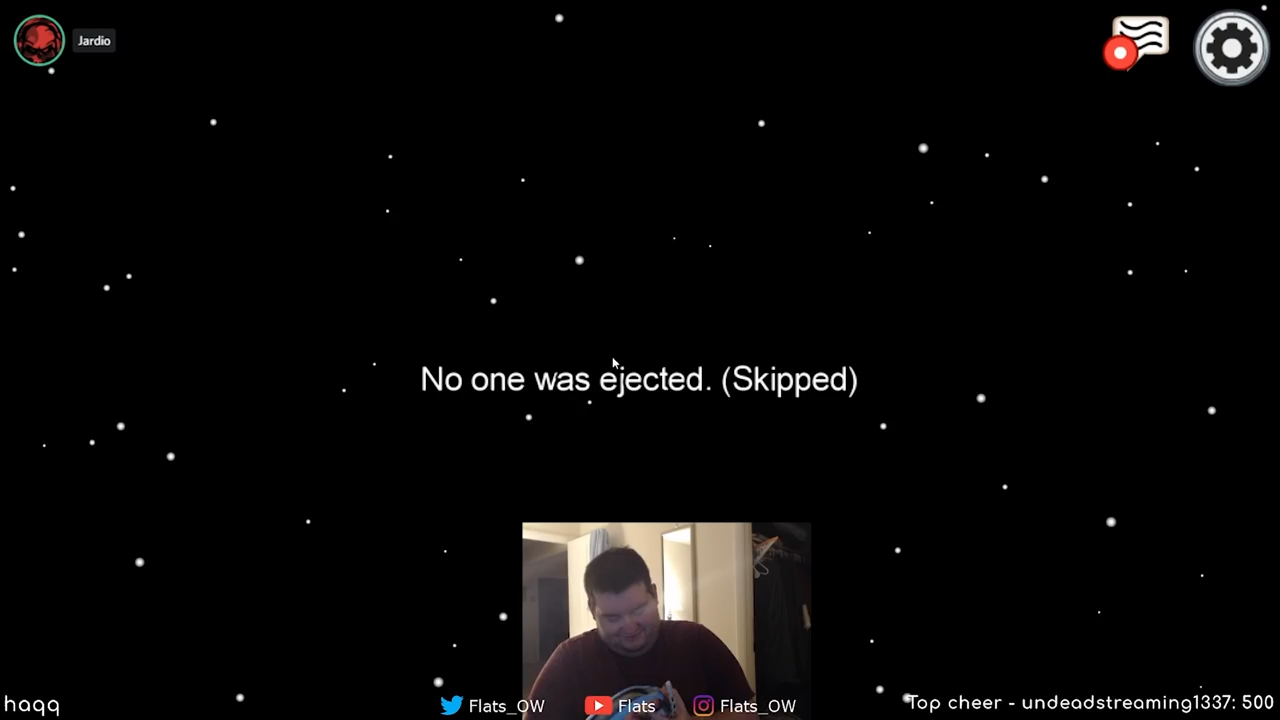 Jardio
No one was ejected. (Skipped)
haqq
Flats_OW
Flats
Flats_OW
Top cheer - undeadstreaming1337: 500